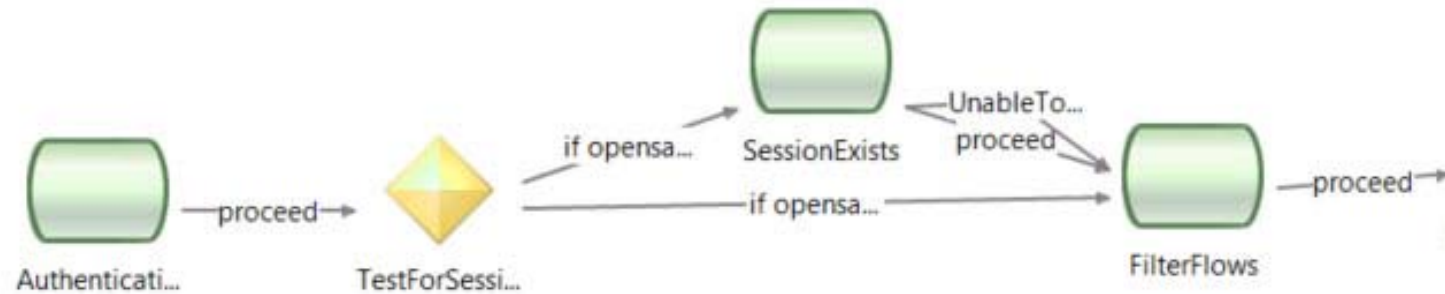 UnableTo...
if opensa...
SessionExists
proceed
proceed
if opensa...
proceed
Authenticati...
TestForSessi...
FilterFlows